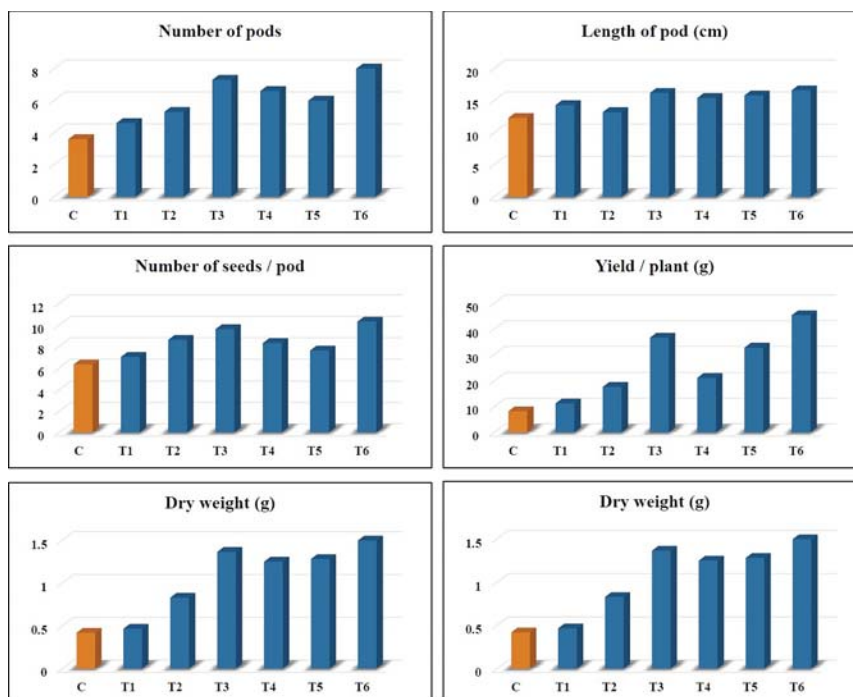 Number of pods
8
6
4
2
0
C T1 T2 T3 T4 T5 T6
Length of pod (cm)
20
15
10
5
0
C T1 T2 T3 T4 T5 T6
Number of seeds / pod
12
10
8
6
4
2
0
C T1 T2 T3 T4 T5 T6
Yield / plant (g)
50
40
30
20
10
0
C T1 T2 T3 T4 T5 T6
Dry weight (g)
1.5
1
0.5
0
C T1 T2 T3 T4 T5 T6
Dry weight (g)
1.5
1
0.5
0
C T1 T2 T3 T4 T5 T6